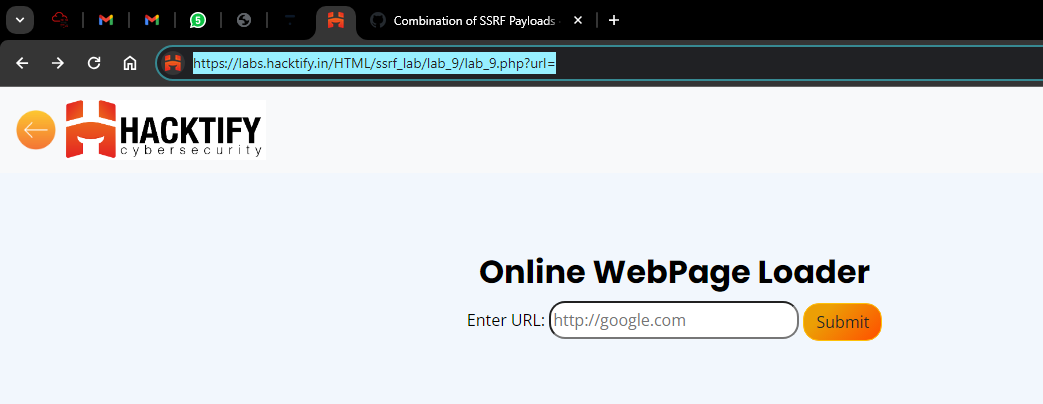 5
Combination of SSRF Payloads
https://labs.hacktify.in/HTML/ssrf_lab/lab_9/lab_9.php?url=
HACKTIFY
cybersecurity
Online WebPage Loader
Enter URL: http://google.com Submit